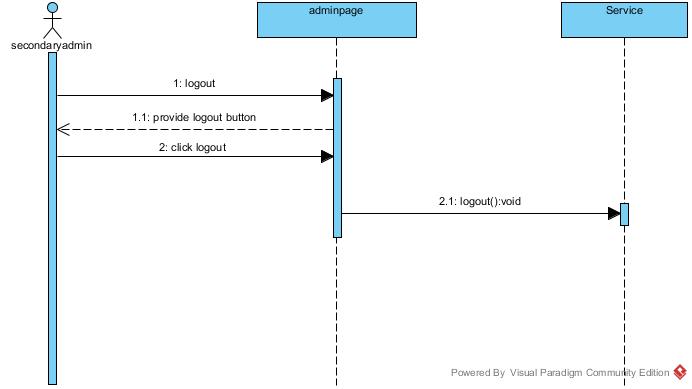 adminpage
Service
secondaryadmin
1: logout
1.1: provide logout button
2: click logout
2.1: logout():void
Powered By Visual Paradigm Community Edition